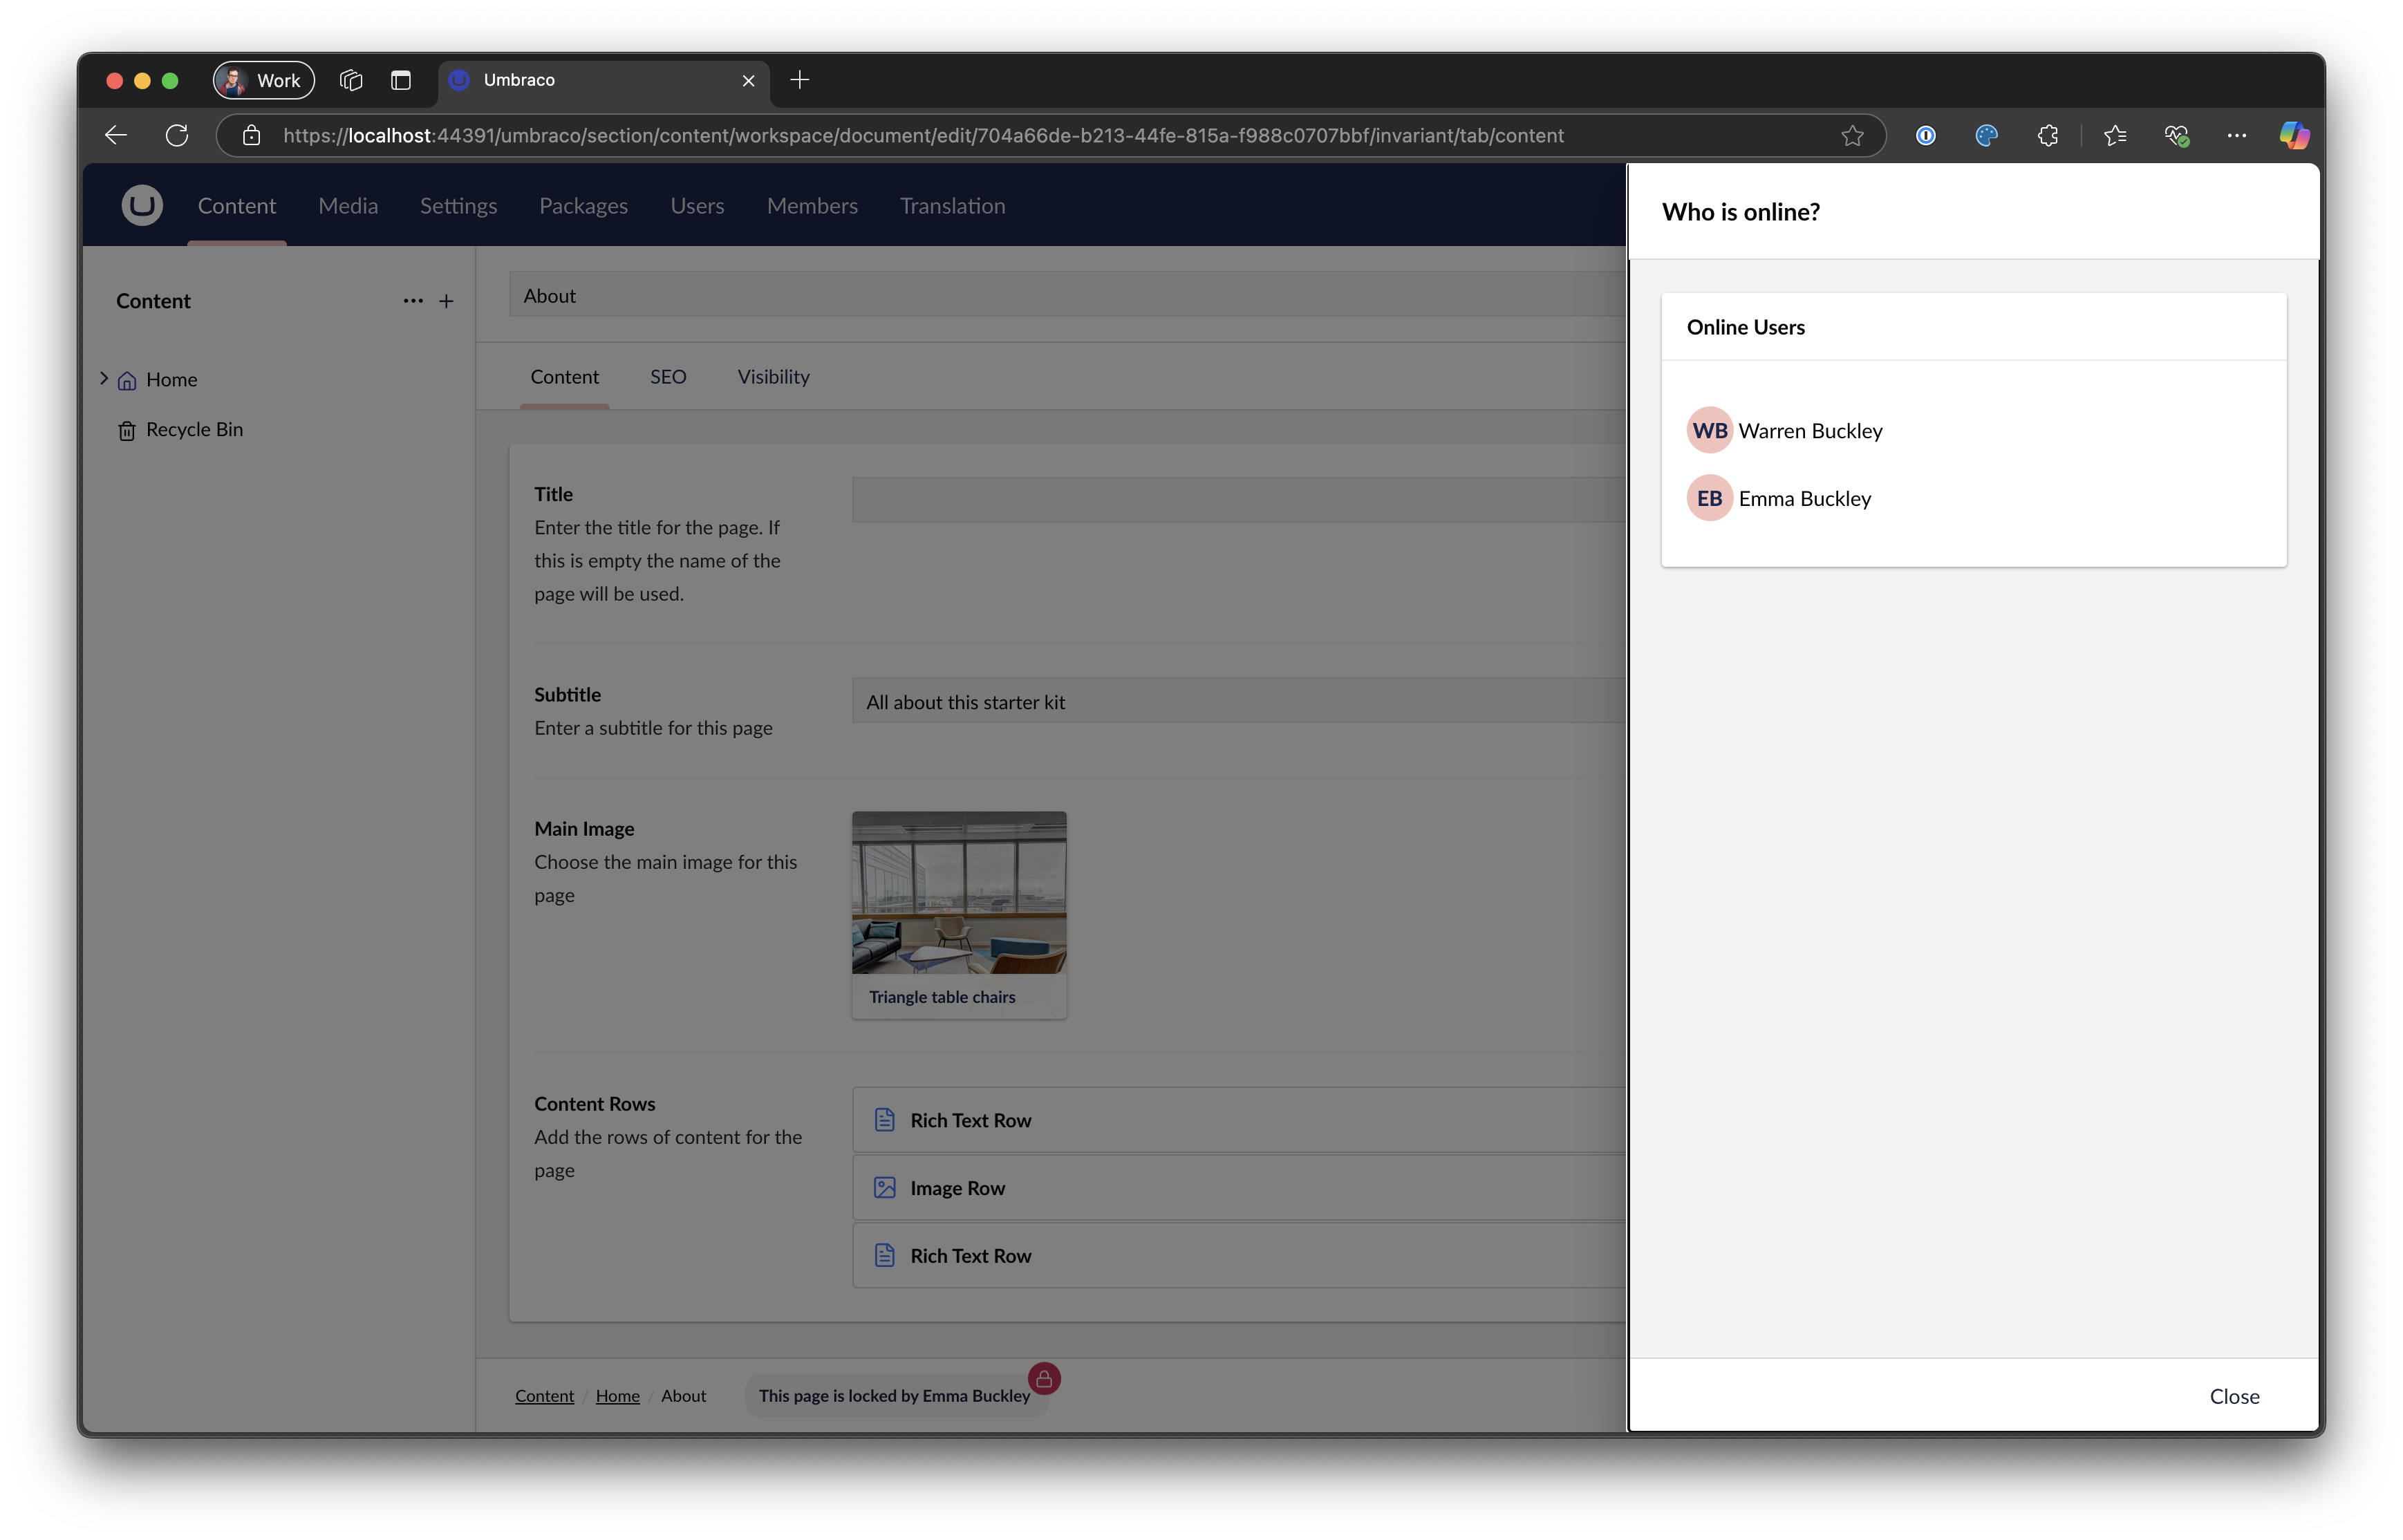 Work
Umbraco
https://localhost:44391/umbraco/section/content/workspace/document/edit/704a66de-b213-44fe-815a-f988c0707bbf/invariant/tab/content
Content
Media
Settings
Packages
Users
Members
Translation
Content
Home
Recycle Bin
About
Content
SEO
Visibility
Title
Enter the title for the page. If
this is empty the name of the
page will be used.
Subtitle
Enter a subtitle for this page
All about this starter kit
Main Image
Choose the main image for this
page
Triangle table chairs
Content Rows
Add the rows of content for the
page
Rich Text Row
Image Row
Rich Text Row
Content / Home / About
This page is locked by Emma Buckley
Who is online?
Online Users
WB Warren Buckley
EB Emma Buckley
Close